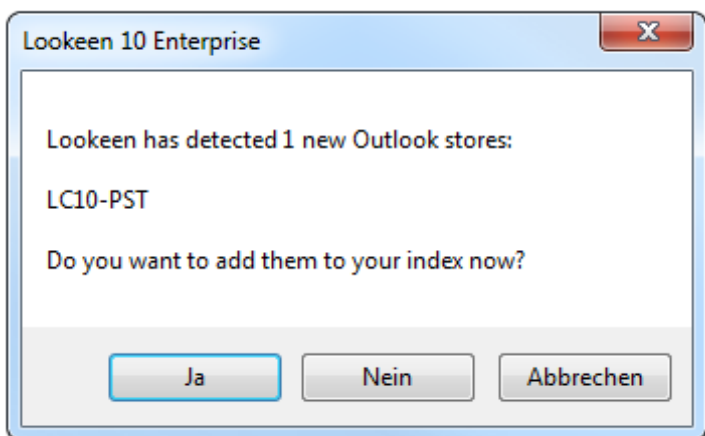 Lookeen 10 Enterprise
Lookeen has detected 1 new Outlook stores:
LC10-PST
Do you want to add them to your index now?
Ja Nein Abbrechen